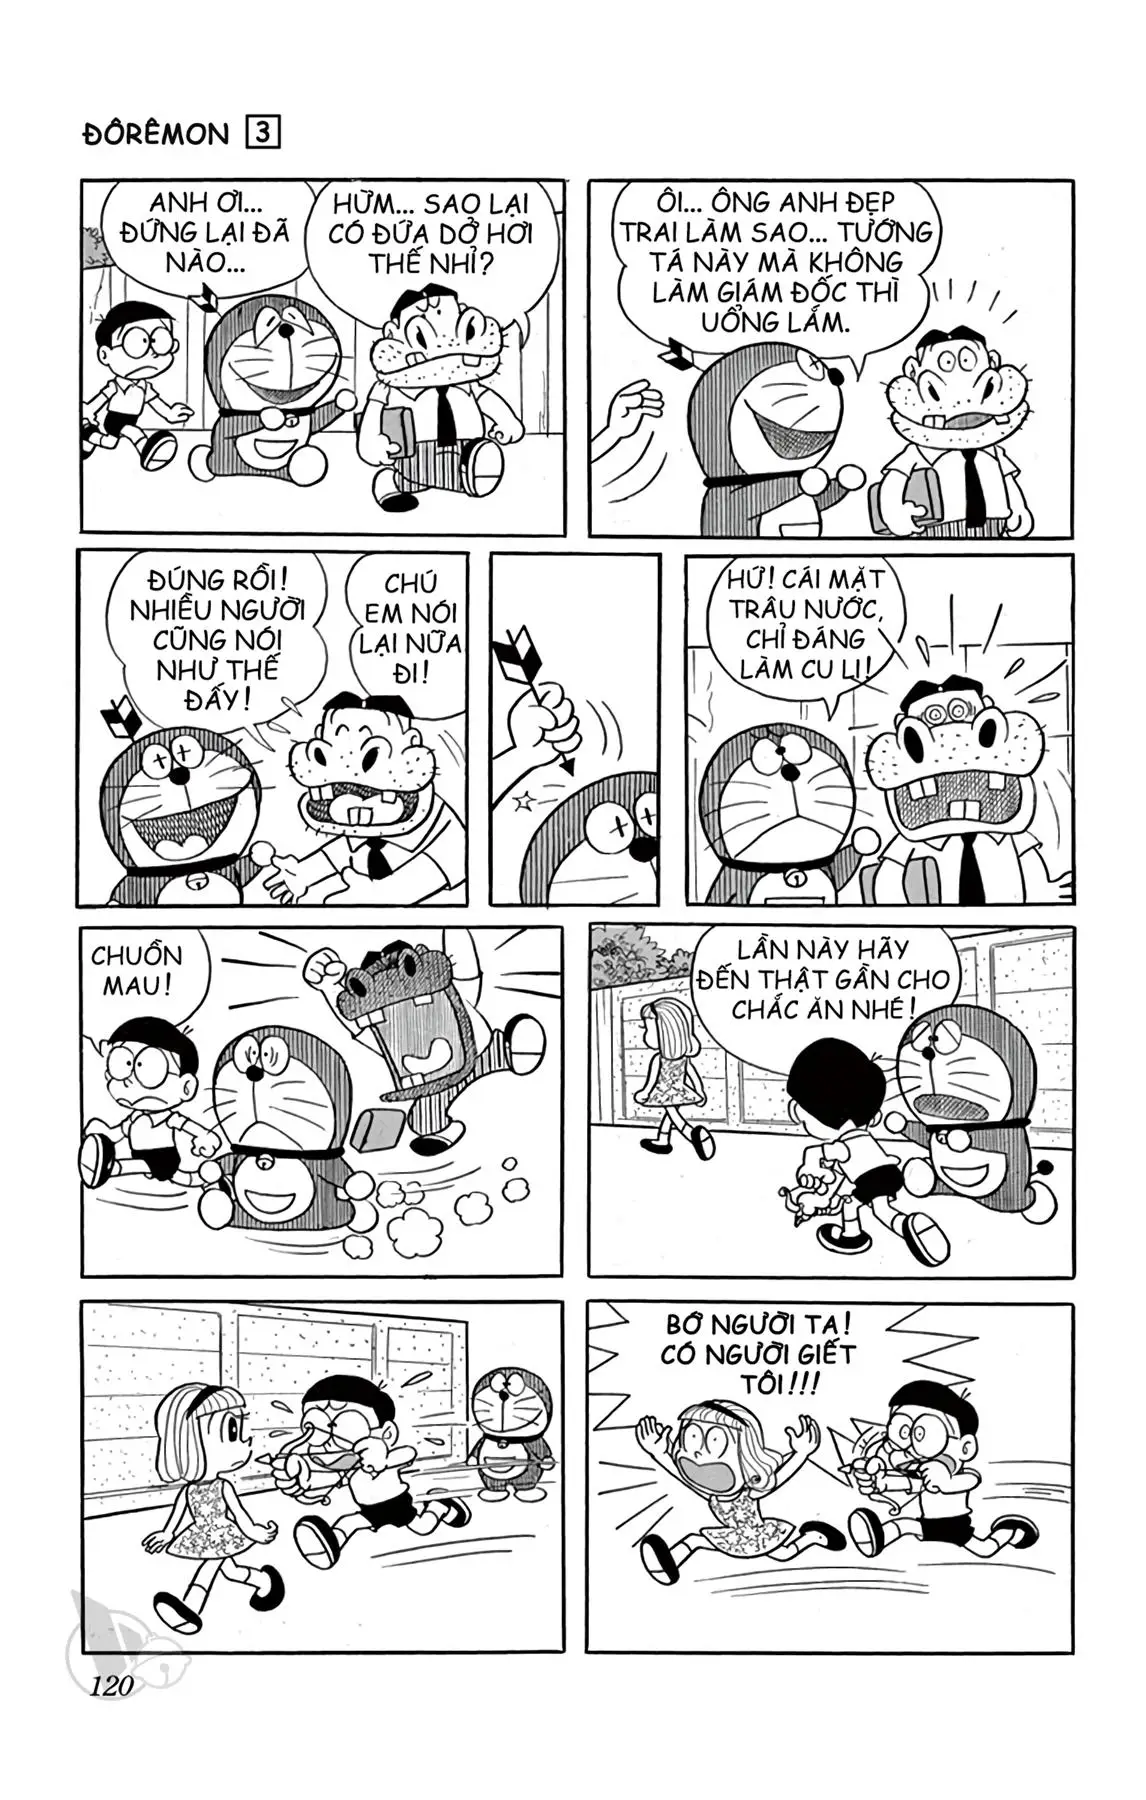 ĐÔRÊMON 3
ANH ƠI...
ĐỨNG LẠI ĐÃ
NÀO...
HỪM... SAO LẠI
CÓ ĐỨA DỞ HƠI
THẾ NHỈ?
ÔI... ÔNG ANH ĐẸP
TRAI LÀM SAO... TƯỚNG
TÁ NÀY MÀ KHÔNG
LÀM GIÁM ĐỐC THÌ
UỔNG LẮM.
ĐÚNG RỒI!
NHIỀU NGƯỜI
CŨNG NÓI
NHƯ THẾ
ĐẤY!
CHÚ
EM NÓI
LẠI NỮA
ĐI!
HỨ! CÁI MẶT
TRÂU NƯỚC,
CHỈ ĐÁNG
LÀM CU LI!
CHUỒN
MAU!
LẦN NÀY HÃY
ĐẾN THẬT GẦN CHO
CHẮC ĂN NHÉ!
BỚ NGƯỜI TA!
CÓ NGƯỜI GIẾT
TÔI!!!
120